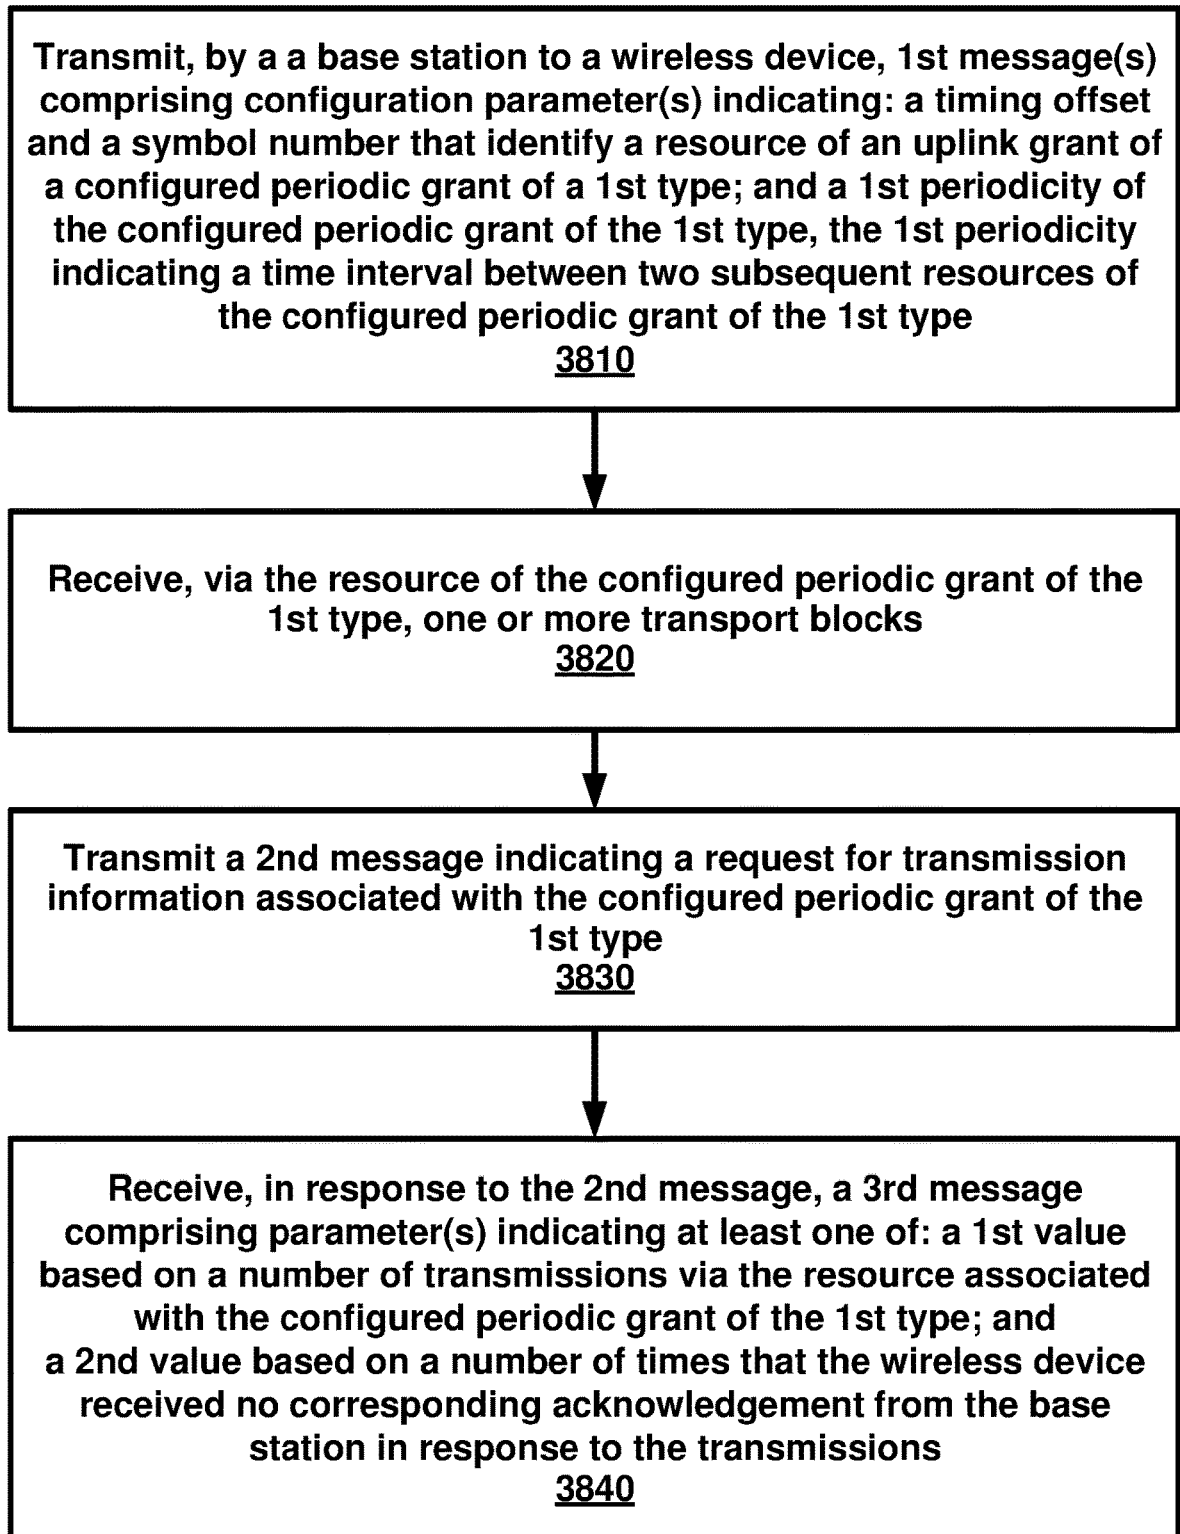 Transmit, by a a base station to a wireless device, 1st message(s)
comprising configuration parameter(s) indicating: a timing offset
and a symbol number that identify a resource of an uplink grant of
a configured periodic grant of a 1st type; and a 1st periodicity of
the configured periodic grant of the 1st type, the 1st periodicity
indicating a time interval between two subsequent resources of
the configured periodic grant of the 1st type
3810
Receive, via the resource of the configured periodic grant of the
1st type, one or more transport blocks
3820
Transmit a 2nd message indicating a request for transmission
information associated with the configured periodic grant of the
1st type
3830
Receive, in response to the 2nd message, a 3rd message
comprising parameter(s) indicating at least one of: a 1st value
based on a number of transmissions via the resource associated
with the configured periodic grant of the 1st type; and
a 2nd value based on a number of times that the wireless device
received no corresponding acknowledgement from the base
station in response to the transmissions
3840